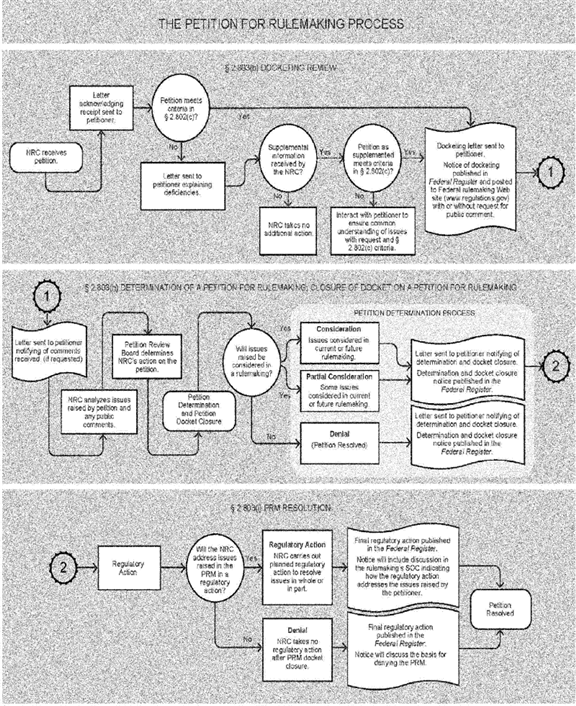 THE PETITION FOR RULEMAKING PROCESS
§ 2.803(b) DOCKETING REVIEW
NRC receives
petition.
Letter
acknowledging
receipt sent to
petitioner.
Petition meets
criteria in
§ 2.802(c)?
Yes
No
Letter sent to
petitioner explaining
deficiencies.
Supplemental
information
received by
the NRC?
Yes
No
NRC takes no
additional action.
Petition as
supplemented
meets criteria
in § 2.802(c)?
Yes
No
Interact with petitioner to
ensure common
understanding of issues
with request and §
2.802(c) criteria.
Docketing letter sent to
petitioner.
Notice of docketing
published in
Federal Register and posted
to Federal rulemaking Web
site (www.regulations.gov)
with or without request for
public comment.
1
§ 2.803(h) DETERMINATION OF A PETITION FOR RULEMAKING; CLOSURE OF DOCKET ON A PETITION FOR RULEMAKING
1
Letter sent to petitioner
notifying of comments
received (if requested)
NRC analyzes issues
raised by petition and
any public
comments.
Petition Review
Board determines
NRC's action on the
petition.
Petition
Determination
and Petition
Docket Closure
Will issues
raised be
considered in
a rulemaking?
Yes
Yes
No
PETITION DETERMINATION PROCESS
Consideration
Issues considered in
current or future
rulemaking.
Partial Consideration
Some issues
considered in current
or future rulemaking.
Denial
(Petition Resolved)
Letter sent to petitioner notifying of
determination and docket closure.
Determination and docket closure
notice published in the
Federal Register.
Letter sent to petitioner notifying of
determination and docket closure.
Determination and docket closure
notice published in the
Federal Register.
2
§ 2.803(i) PRM RESOLUTION
2
Regulatory
Action
Will the NRC
address issues
raised in the
PRM in a
regulatory
action?
Yes
No
Regulatory Action
NRC carries out
planned regulatory
action to resolve
issues in whole or
in part.
Denial
NRC takes no
regulatory action
after PRM docket
closure.
Final regulatory action published
in the Federal Register.
Notice will include discussion in
the rulemaking's SOC indicating
how the regulatory action
addresses the issues raised by
the petitioner.
Final regulatory action
published in the
Federal Register.
Notice will discuss the basis for
denying the PRM.
Petition
Resolved